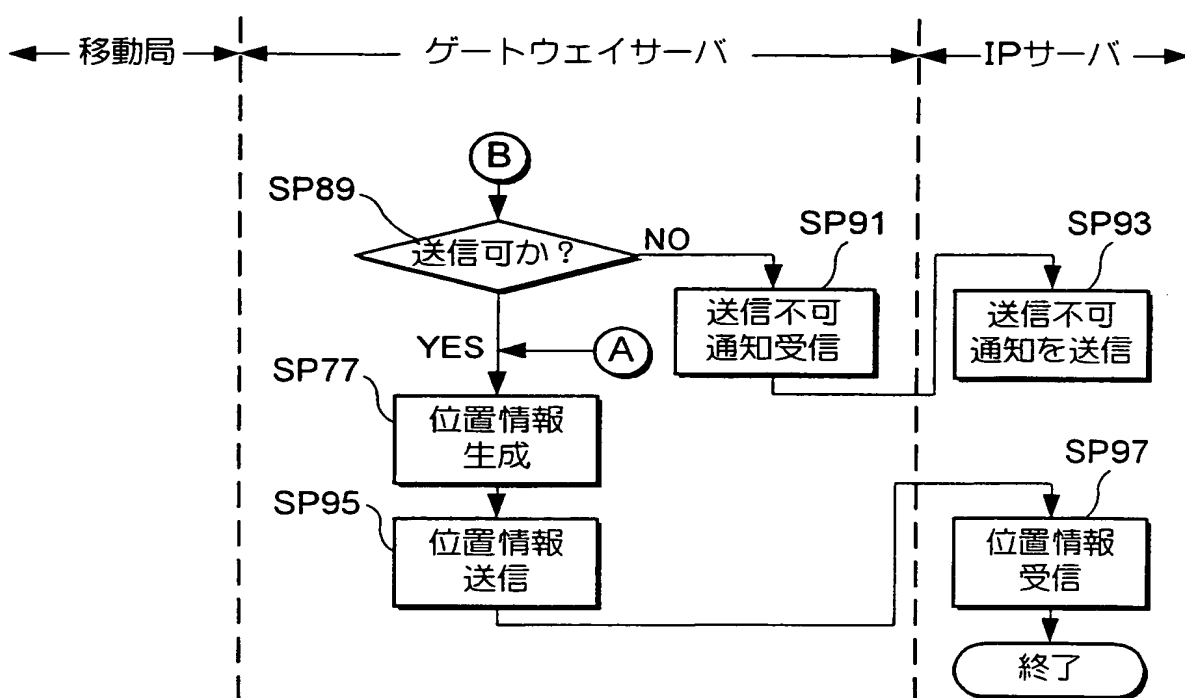 移動局
ゲートウェイサーバ
IPサーバ
B
SP89
送信可か？
NO
SP91
送信不可
通知受信
SP93
送信不可
通知を送信
YES
A
SP77
位置情報
生成
SP95
位置情報
送信
SP97
位置情報
受信
終了